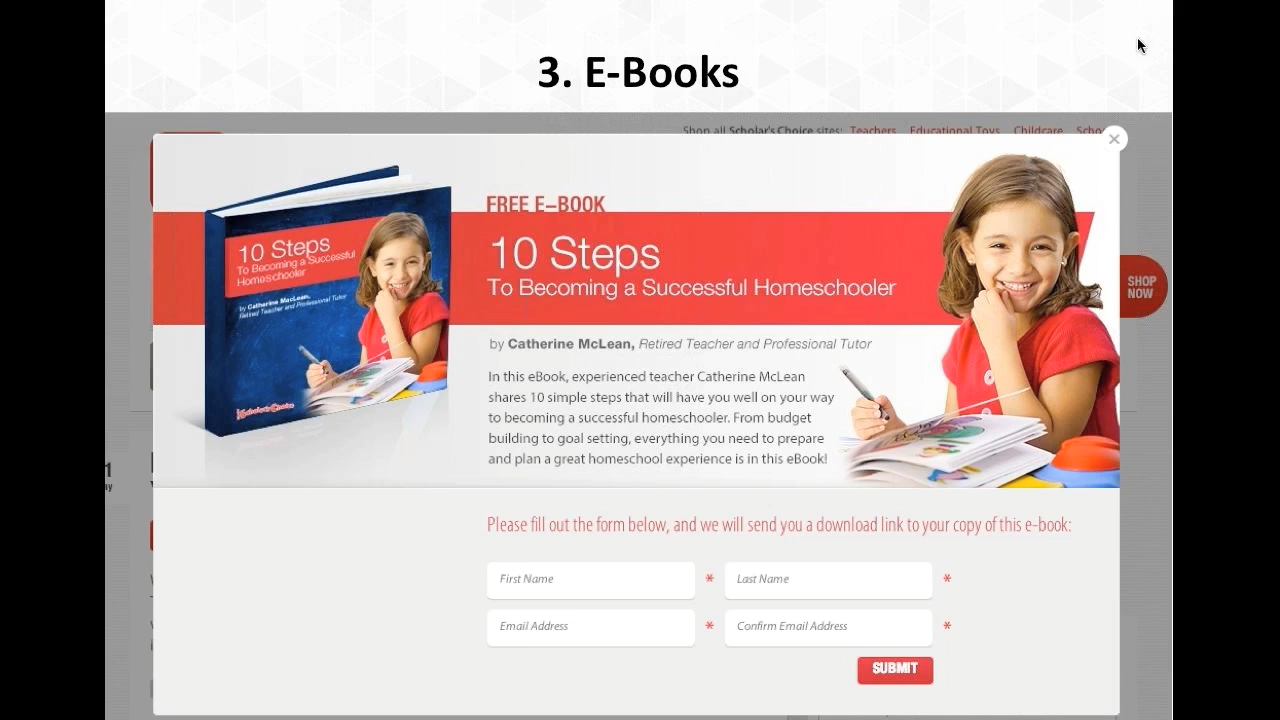 3. E-Books
Shop all Scholar's Choice sites: Teachers Educational Toys Childcare
FREE E-BOOK
10 Steps
To Becoming a Successful Homeschooler
by Catherine McLean, Retired Teacher and Professional Tutor
In this eBook, experienced teacher Catherine McLean
shares 10 simple steps that will have you well on your way
to becoming a successful homeschooler. From budget
building to goal setting, everything you need to prepare
and plan a great homeschool experience is in this eBook!
10 Steps
To Becoming a Successful
Homeschooler
by Catherine MacLean,
Retired Teacher and Professional Tutor
Scholar's Choice
SHOP
NOW
Please fill out the form below, and we will send you a download link to your copy of this e-book:
First Name * Last Name *
Email Address * Confirm Email Address *
SUBMIT